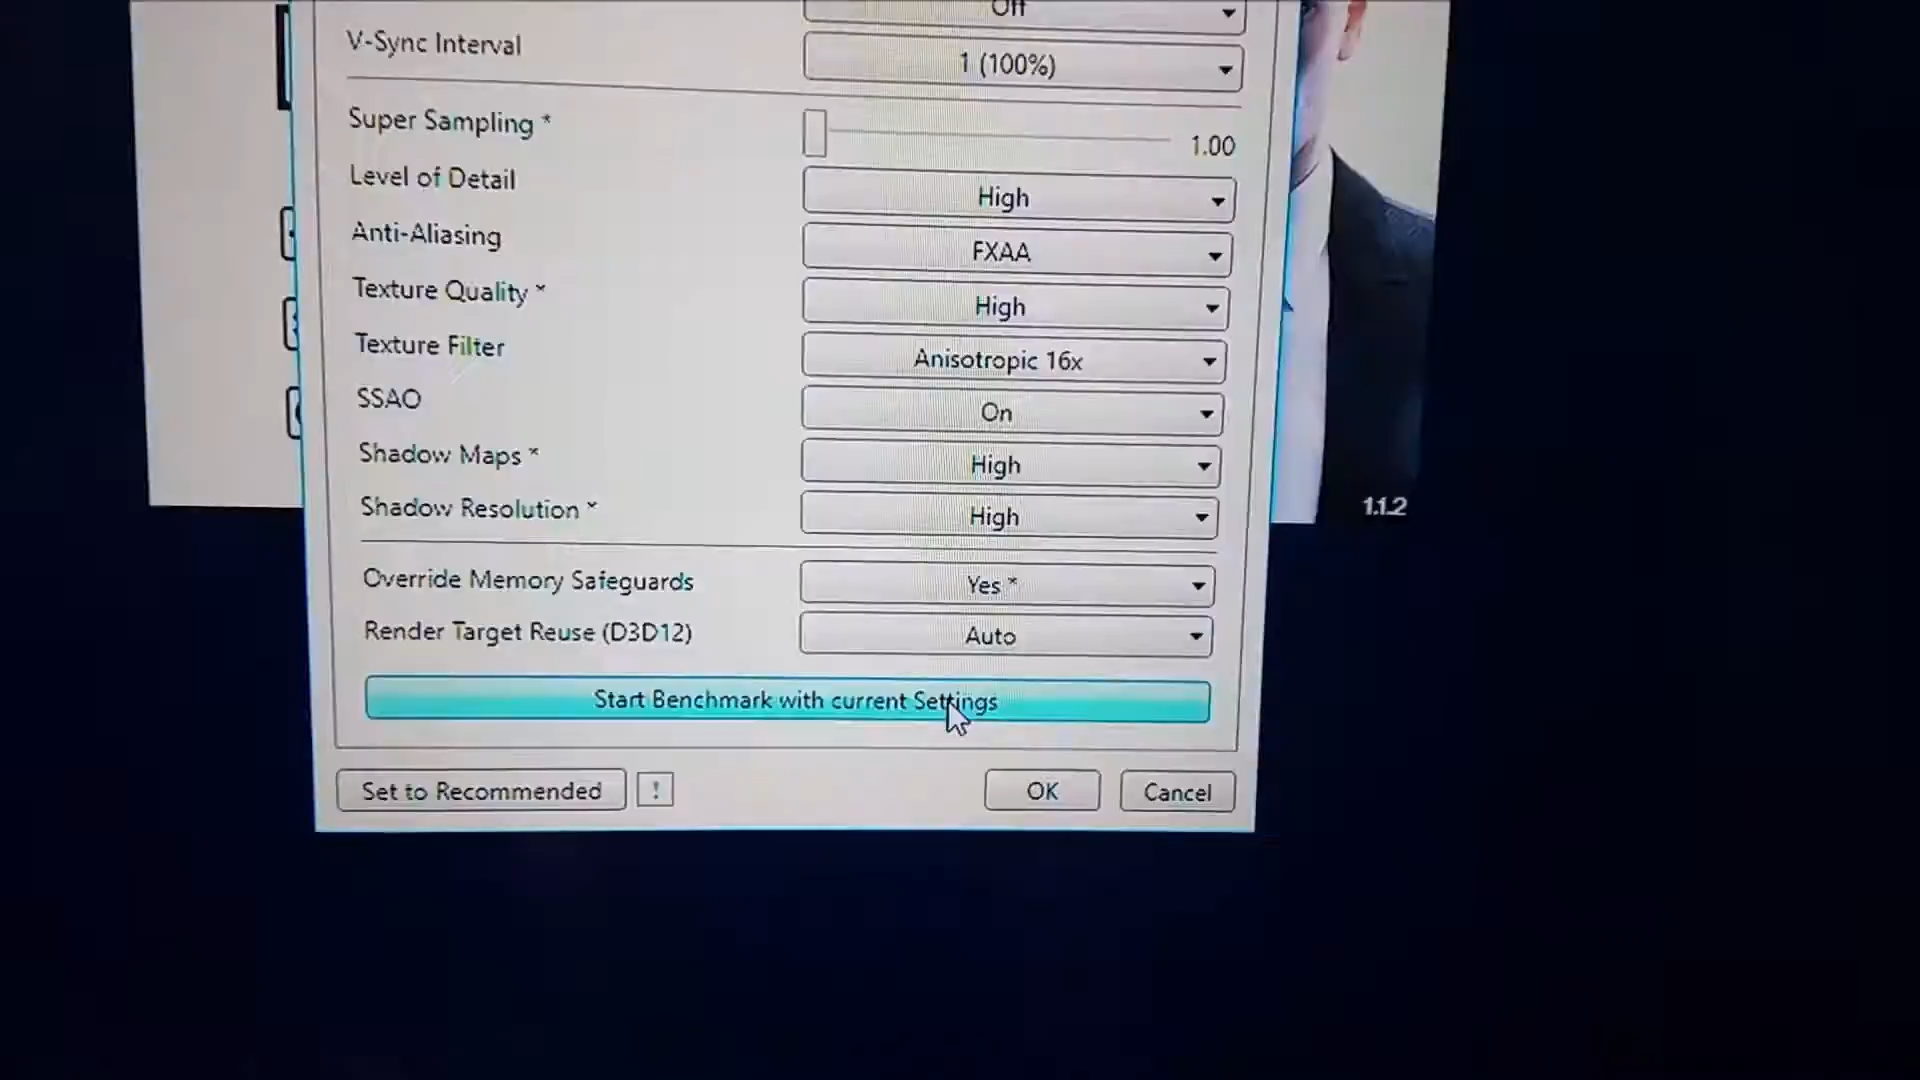 Off
V-Sync Interval 1 (100%)
Super Sampling * 1.00
Level of Detail High
Anti-Aliasing FXAA
Texture Quality * High
Texture Filter Anisotropic 16x
SSAO On
Shadow Maps * High
Shadow Resolution * High
1.1.2
Override Memory Safeguards Yes *
Render Target Reuse (D3D12) Auto
Start Benchmark with current Settings
Set to Recommended ! OK Cancel